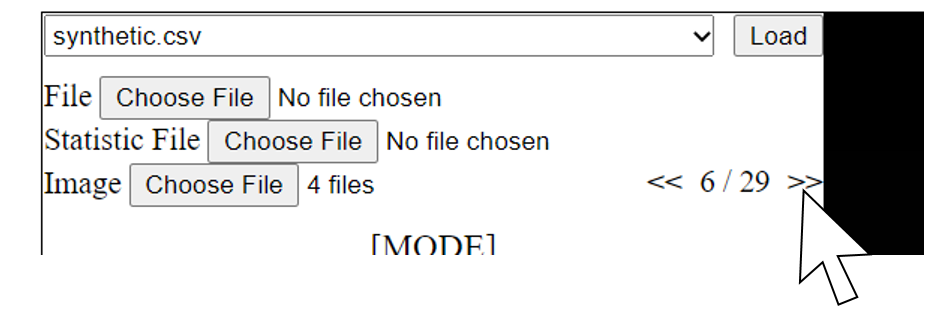 synthetic.csv Load
File Choose File No file chosen
Statistic File Choose File No file chosen
Image Choose File 4 files << 6 / 29 >>
[MODE]